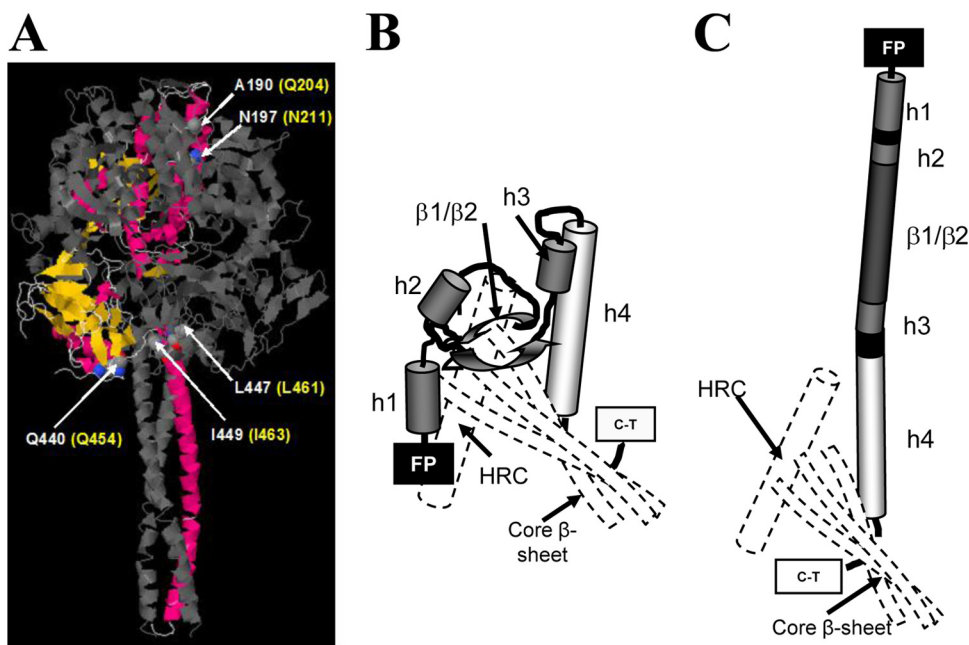 A
A190 (Q204)
N197 (N211)
L447 (L461)
Q440 (Q454)
I449 (I463)
B
β1/β2
h3
h2
h4
h1
C-T
FP
HRC
Core β-
sheet
C
FP
h1
h2
β1/β2
h3
HRC
h4
C-T
Core β-sheet